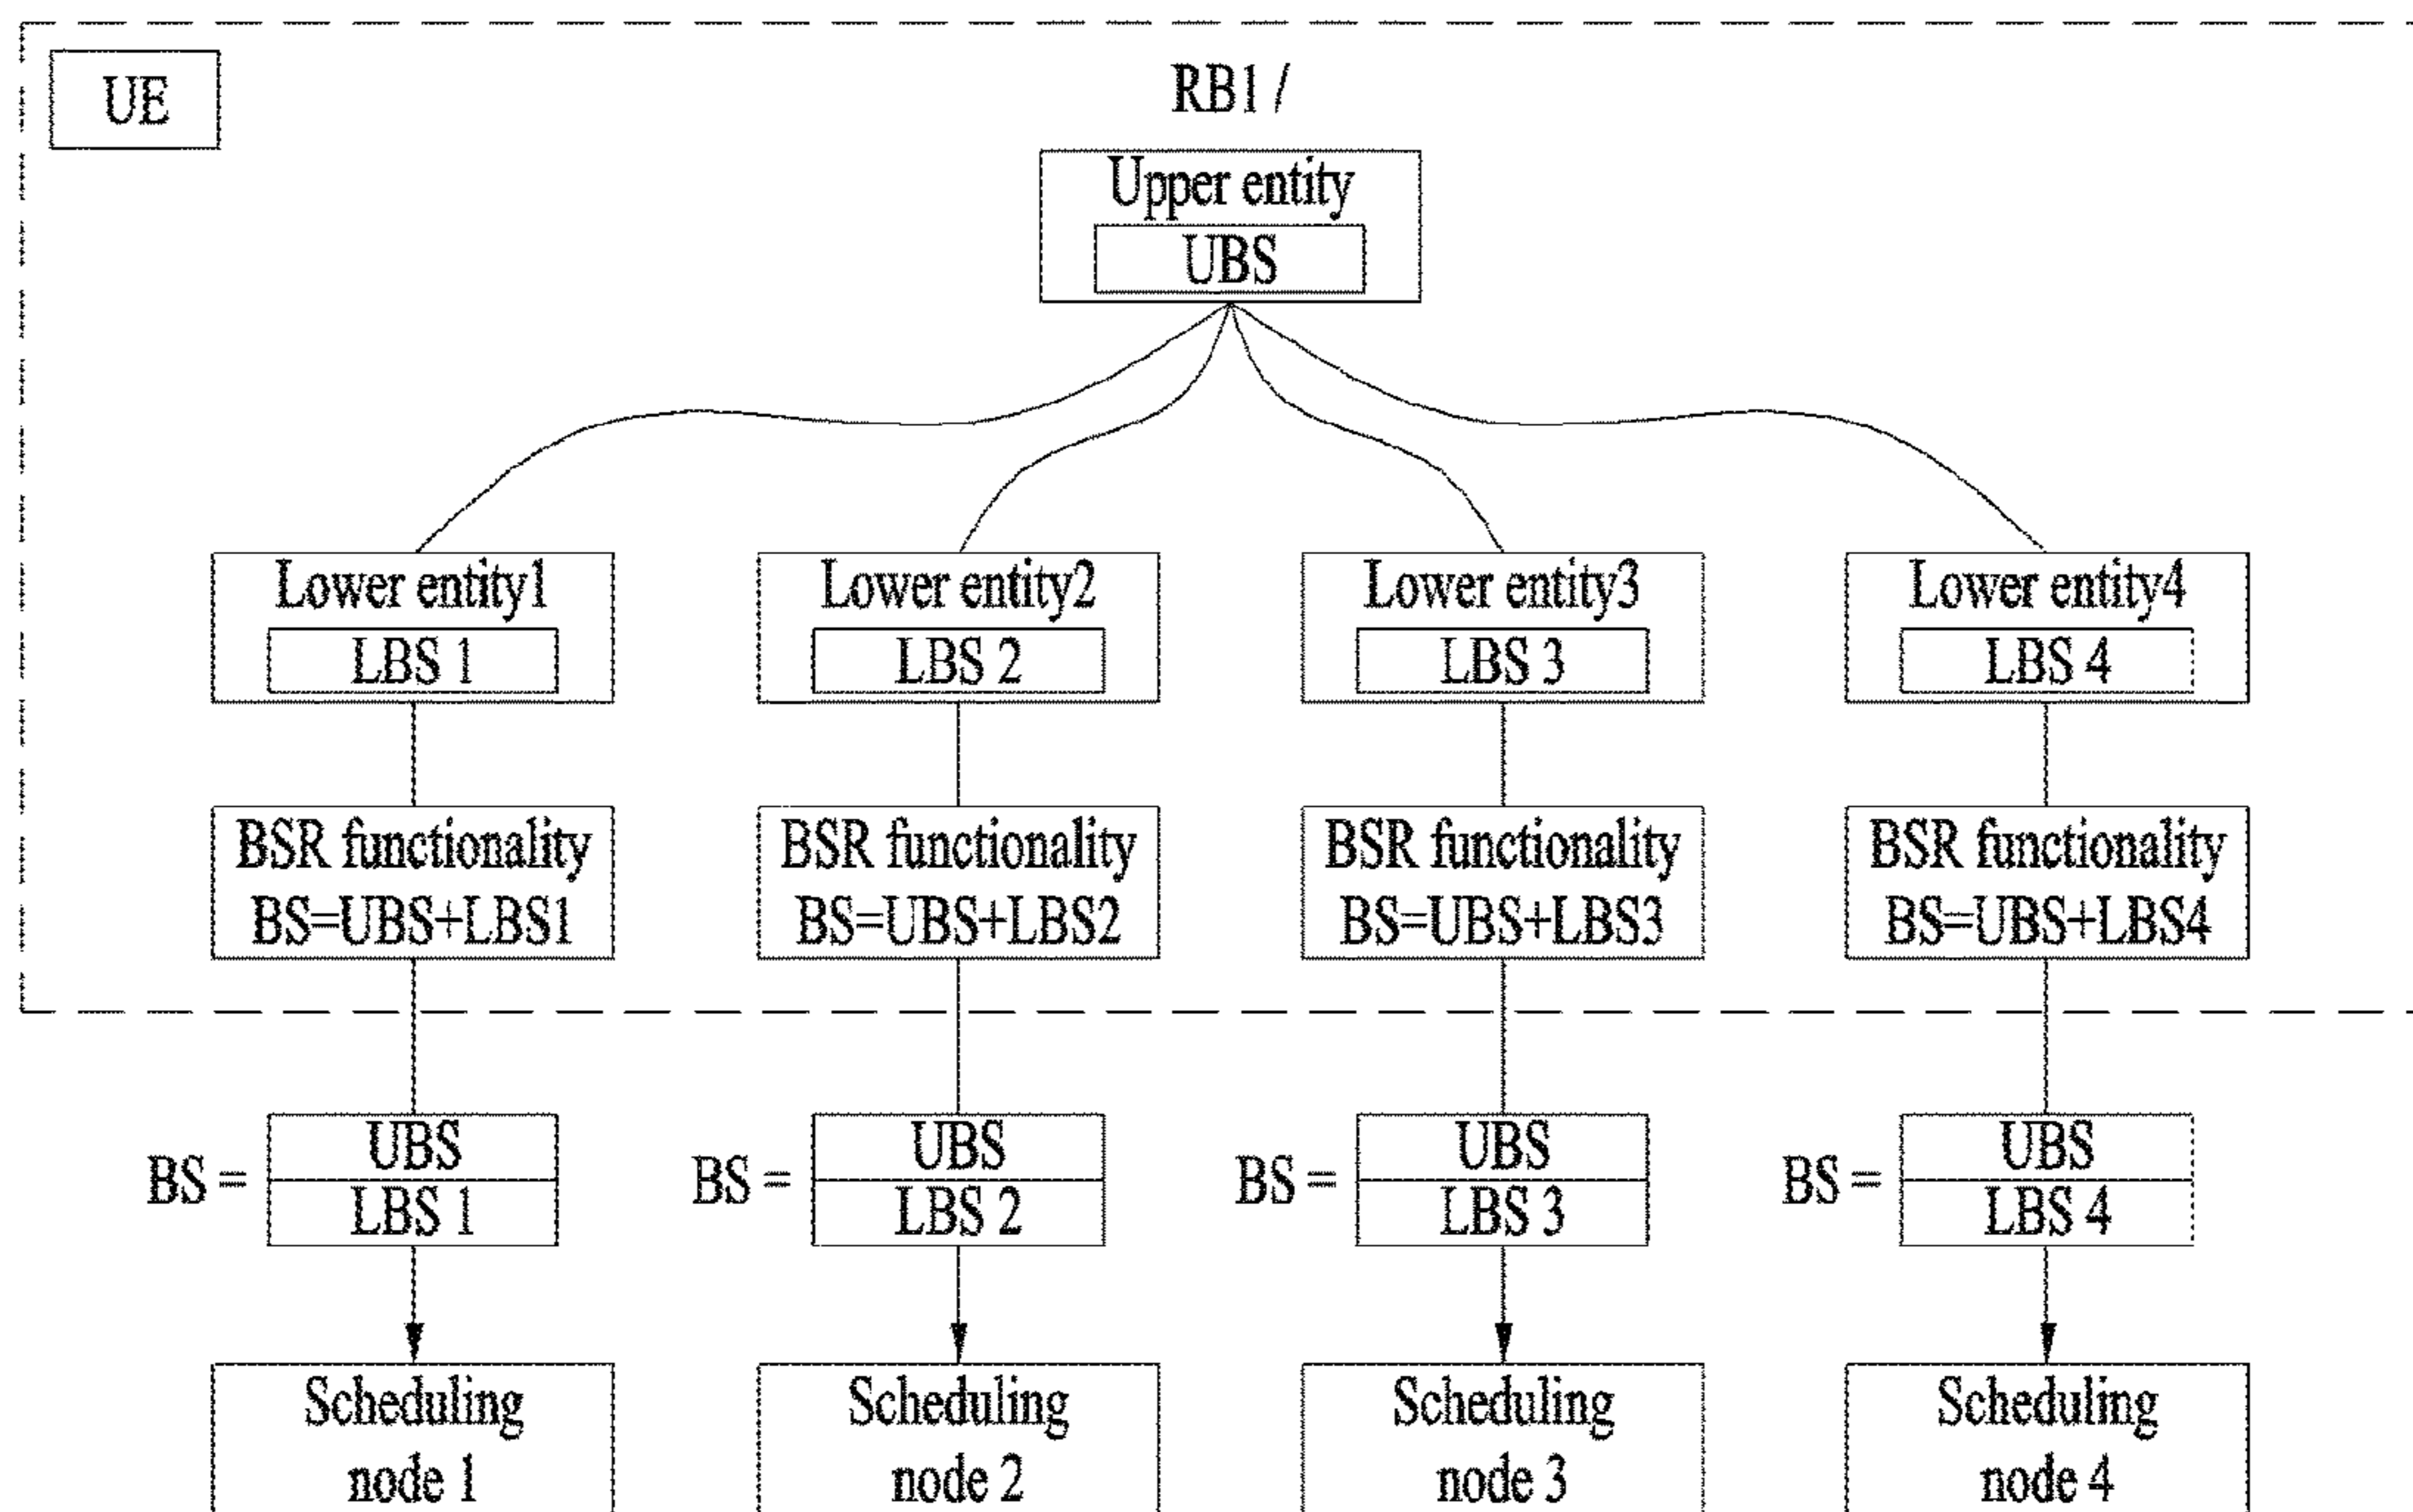 UE
RB1 /
Upper entity
UBS
Lower entity1
LBS 1
Lower entity2
LBS 2
Lower entity3
LBS 3
Lower entity4
LBS 4
BSR functionality
BS=UBS+LBS1
BSR functionality
BS=UBS+LBS2
BSR functionality
BS=UBS+LBS3
BSR functionality
BS=UBS+LBS4
BS =
UBS
LBS 1
BS =
UBS
LBS 2
BS =
UBS
LBS 3
BS =
UBS
LBS 4
Scheduling
node 1
Scheduling
node 2
Scheduling
node 3
Scheduling
node 4